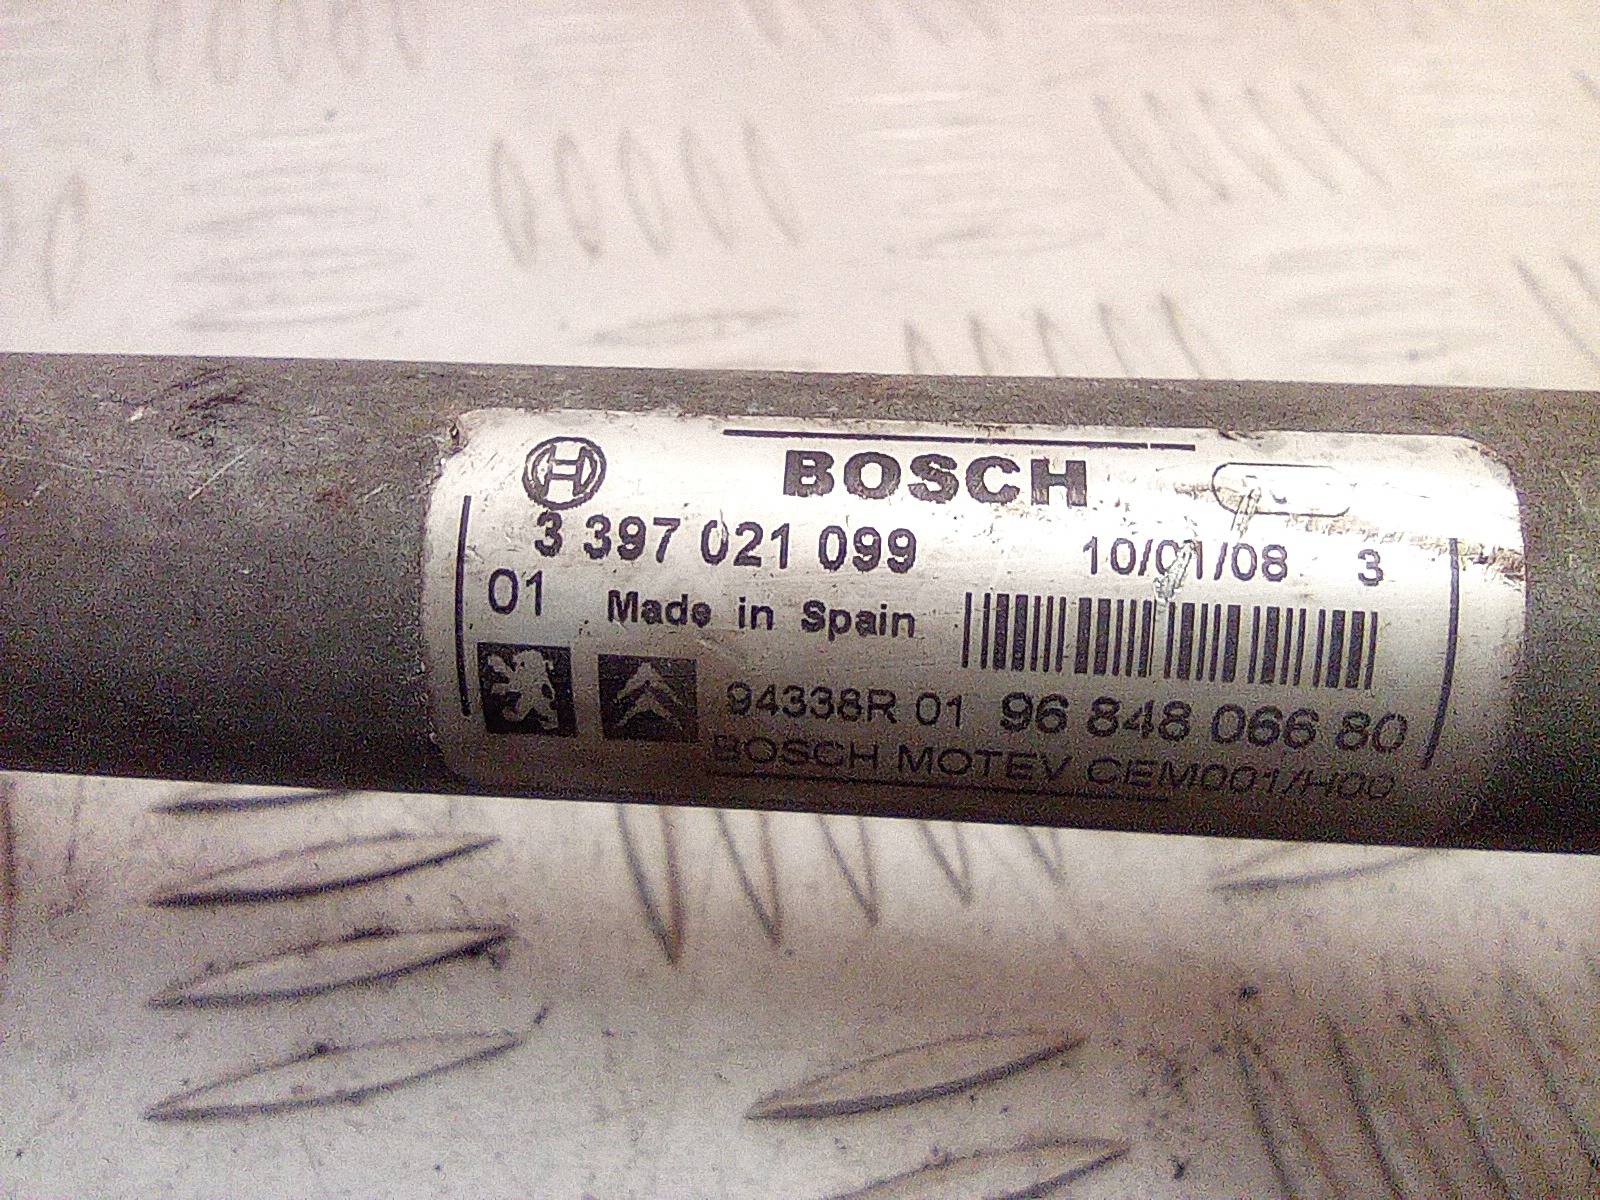 BOSCH
3 397 021 099 10/01/08 3
01 Made in Spain
94338R 01 96 848 066 80
BOSCH MOTEV CEM001/H00